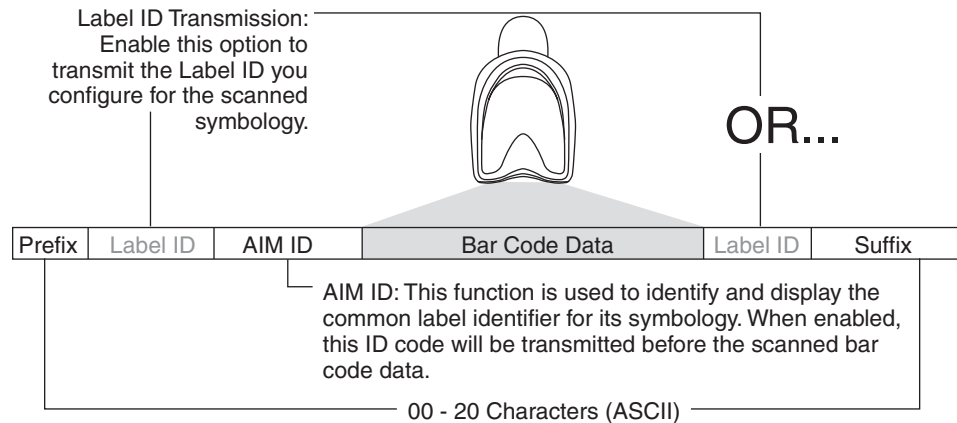 Label ID Transmission:
Enable this option to
transmit the Label ID you
configure for the scanned
symbology.
OR...
Prefix Label ID AIM ID Bar Code Data Label ID Suffix
AIM ID: This function is used to identify and display the
common label identifier for its symbology. When enabled,
this ID code will be transmitted before the scanned bar
code data.
00 - 20 Characters (ASCII)